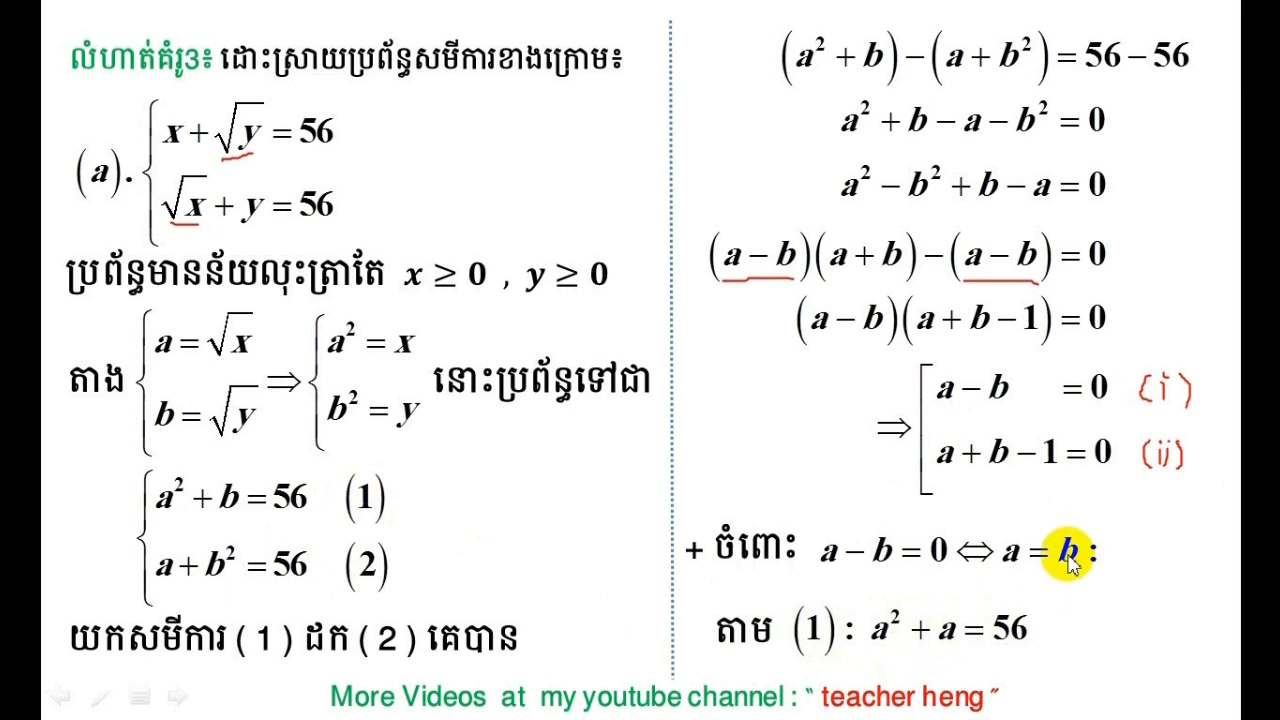 លំហាត់គំរូ3៖ ដោះស្រាយប្រព័ន្ធសមីការខាងក្រោម៖
(a). { x + √y = 56
√x + y = 56
ប្រព័ន្ធមានន័យលុះត្រាតែ x ≥ 0 , y ≥ 0
តាង { a = √x ⇒ { a² = x នោះប្រព័ន្ធទៅជា
b = √y b² = y
{ a² + b = 56 (1)
a + b² = 56 (2)
យកសមីការ ( 1 ) ដក ( 2 ) គេបាន
(a² + b) − (a + b²) = 56 − 56
a² + b − a − b² = 0
a² − b² + b − a = 0
(a − b)(a + b) − (a − b) = 0
(a − b)(a + b − 1) = 0
⇒ [ a − b = 0 (i)
a + b − 1 = 0 (ii)
+ ចំពោះ a − b = 0 ⇔ a = b :
តាម (1) : a² + a = 56
More Videos at my youtube channel : “ teacher heng ”